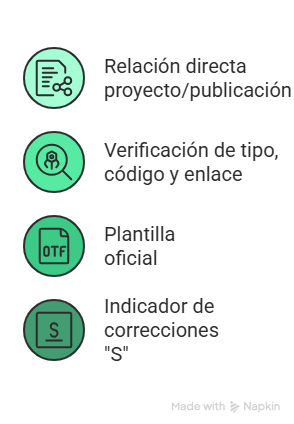 Relación directa
proyecto/publicación
Verificación de tipo,
código y enlace
OTF
Plantilla
oficial
S
Indicador de
correcciones
"S"
Made with Napkin